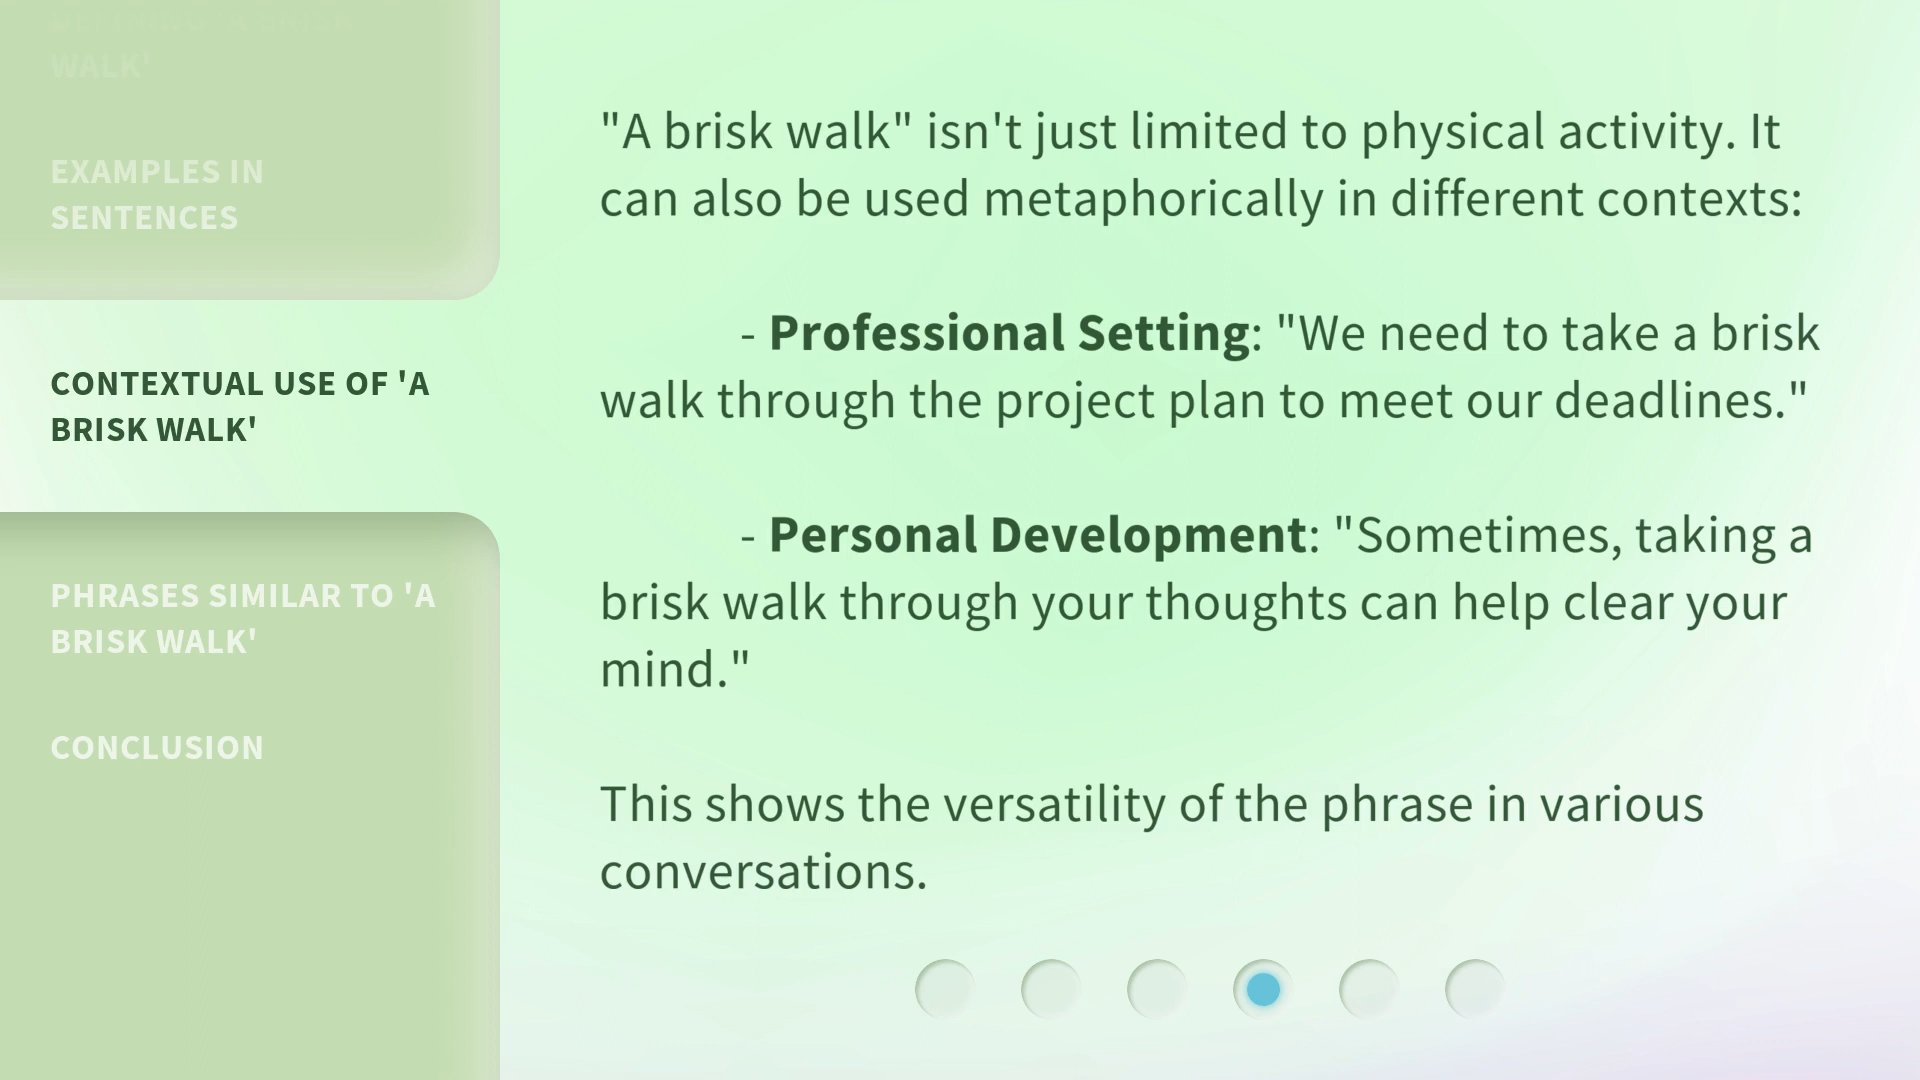 WALK'
EXAMPLES IN
SENTENCES
CONTEXTUAL USE OF 'A
BRISK WALK'
PHRASES SIMILAR TO 'A
BRISK WALK'
CONCLUSION
"A brisk walk" isn't just limited to physical activity. It
can also be used metaphorically in different contexts:
- Professional Setting: "We need to take a brisk
walk through the project plan to meet our deadlines."
- Personal Development: "Sometimes, taking a
brisk walk through your thoughts can help clear your
mind."
This shows the versatility of the phrase in various
conversations.